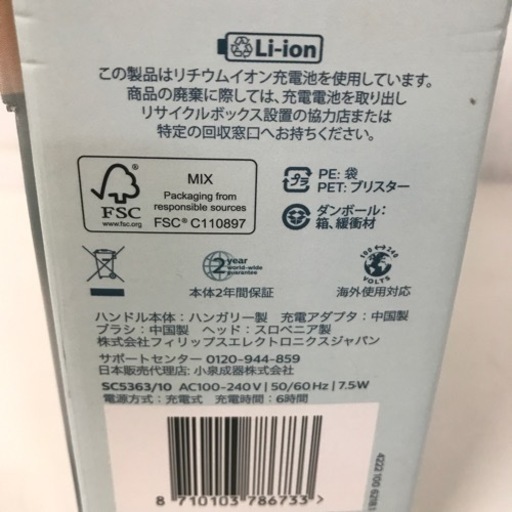 Li-ion
この製品はリチウムイオン充電池を使用しています。
商品の廃棄に際しては、充電電池を取り出し
リサイクルボックス設置の協力店または
特定の回収窓口へお持ちください。
FSC
www.fsc.org
MIX
Packaging from
responsible sources
FSC® C110897
プラ
PE: 袋
PET: ブリスター
ダンボール:
箱、緩衝材
2 year
world-wide
guarantee
本体2年間保証
100↔240
VOLTS
海外使用対応
ハンドル本体：ハンガリー製 充電アダプタ：中国製
ブラシ：中国製 ヘッド：スロベニア製
株式会社フィリップスエレクトロニクスジャパン
サポートセンター 0120-944-859
日本販売代理店: 小泉成器株式会社
SC5363/10 AC100-240V | 50/60Hz | 7.5W
電源方式：充電式 充電時間：6時間
8 710103 786733 >
4222 100 6218